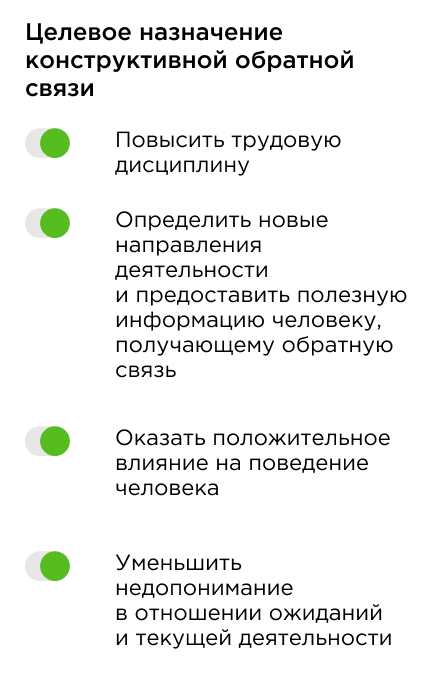 Целевое назначение
конструктивной обратной
связи
Повысить трудовую
дисциплину
Определить новые
направления
деятельности
и предоставить полезную
информацию человеку,
получающему обратную
связь
Оказать положительное
влияние на поведение
человека
Уменьшить
недопонимание
в отношении ожиданий
и текущей деятельности